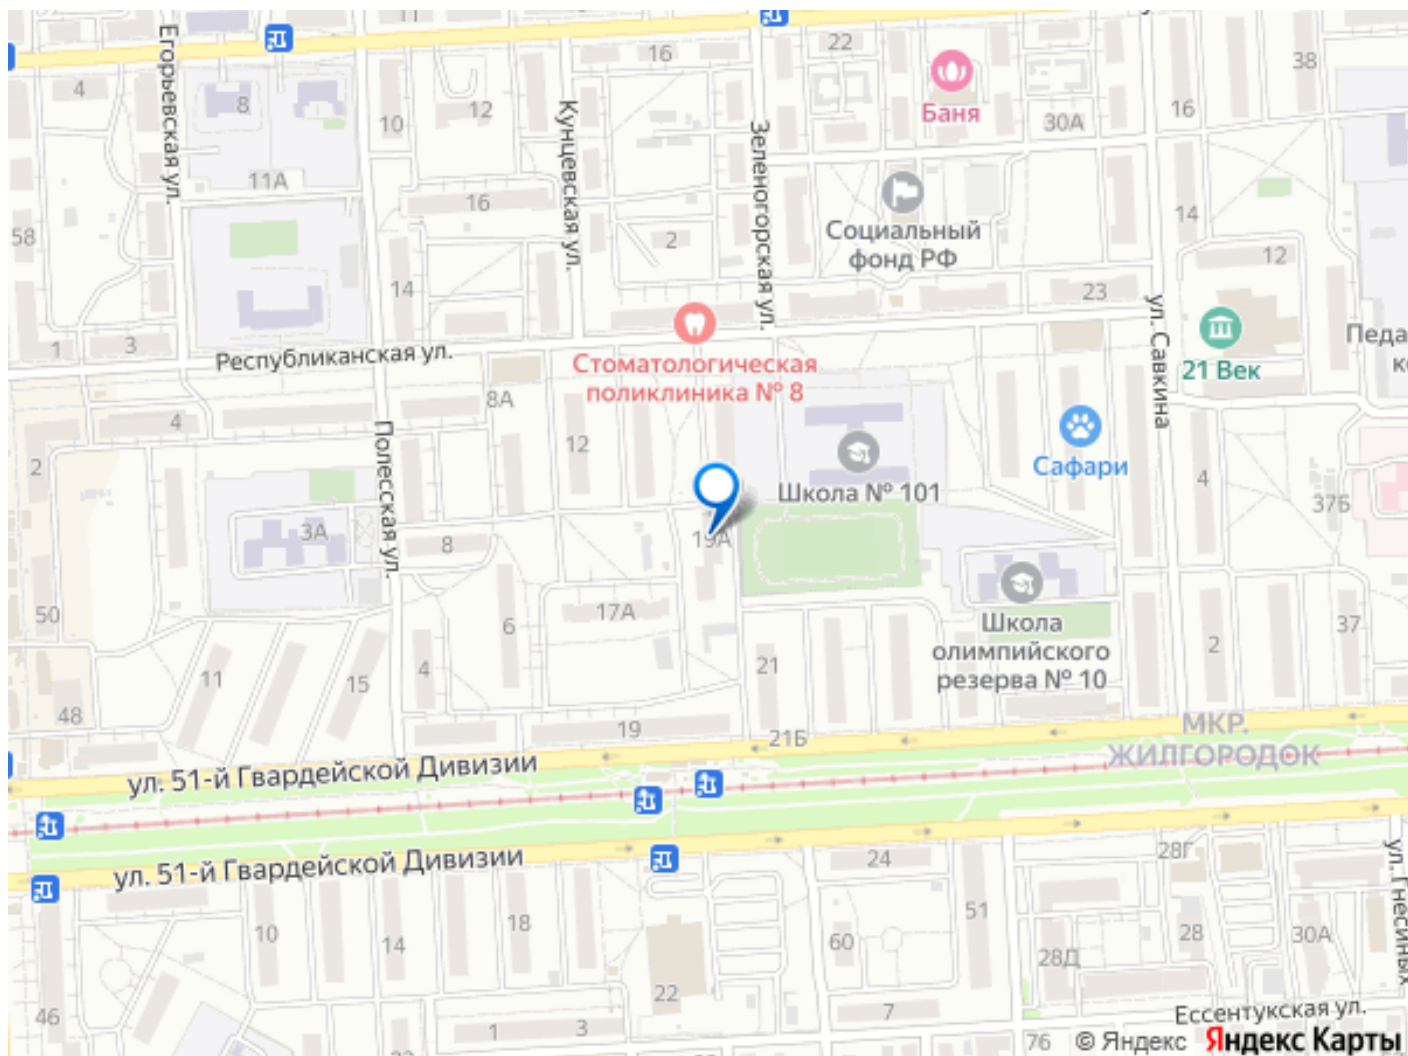 Егорьевская ул.
4
8
10
12
16
22
38
16
Баня
30А
Кунцевская ул.
Зеленогорская ул.
11А
16
2
58
14
Социальный
фонд РФ
14
12
23
1
3
Республиканская ул.
Стоматологическая
поликлиника № 8
ул. Савкина
21 Век
4
8А
12
2
Полесская ул.
Школа № 101
Сафари
4
37Б
3А
8
19А
50
6
17А
Школа
олимпийского
резерва № 10
21
2
37
11
15
4
48
19
21Б
МКР.
ЖИЛГОРОДОК
ул. 51-й Гвардейской Дивизии
ул. 51-й Гвардейской Дивизии
24
28Г
ул. Гнесиных
10
14
18
60
51
28Д
28
30А
22
46
1
3
7
Ессентукская ул.
76
© Яндекс Яндекс Карты